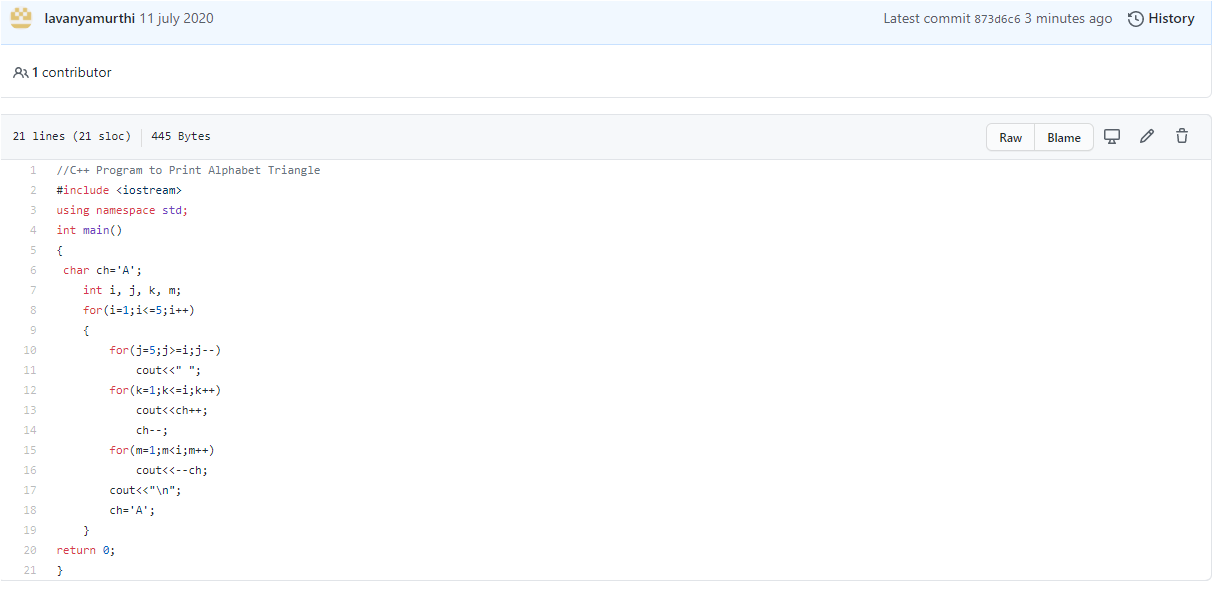 lavanyamurthi 11 july 2020 Latest commit 873d6c6 3 minutes ago History
1 contributor
21 lines (21 sloc) 445 Bytes Raw Blame
1 //C++ Program to Print Alphabet Triangle
2 #include <iostream>
3 using namespace std;
4 int main()
5 {
6  char ch='A';
7     int i, j, k, m;
8     for(i=1;i<=5;i++)
9     {
10         for(j=5;j>=i;j--)
11             cout<<" ";
12         for(k=1;k<=i;k++)
13             cout<<ch++;
14             ch--;
15         for(m=1;m<i;m++)
16             cout<<--ch;
17         cout<<"\n";
18         ch='A';
19     }
20 return 0;
21 }